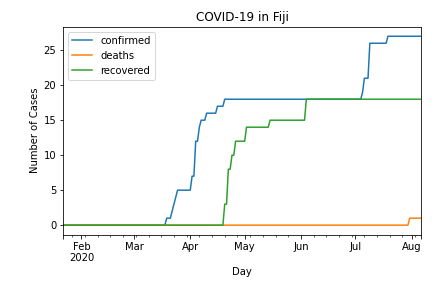 COVID-19 in Fiji
confirmed
deaths
recovered
Number of Cases
25
20
15
10
5
0
Feb
2020
Mar
Apr
May
Jun
Jul
Aug
Day